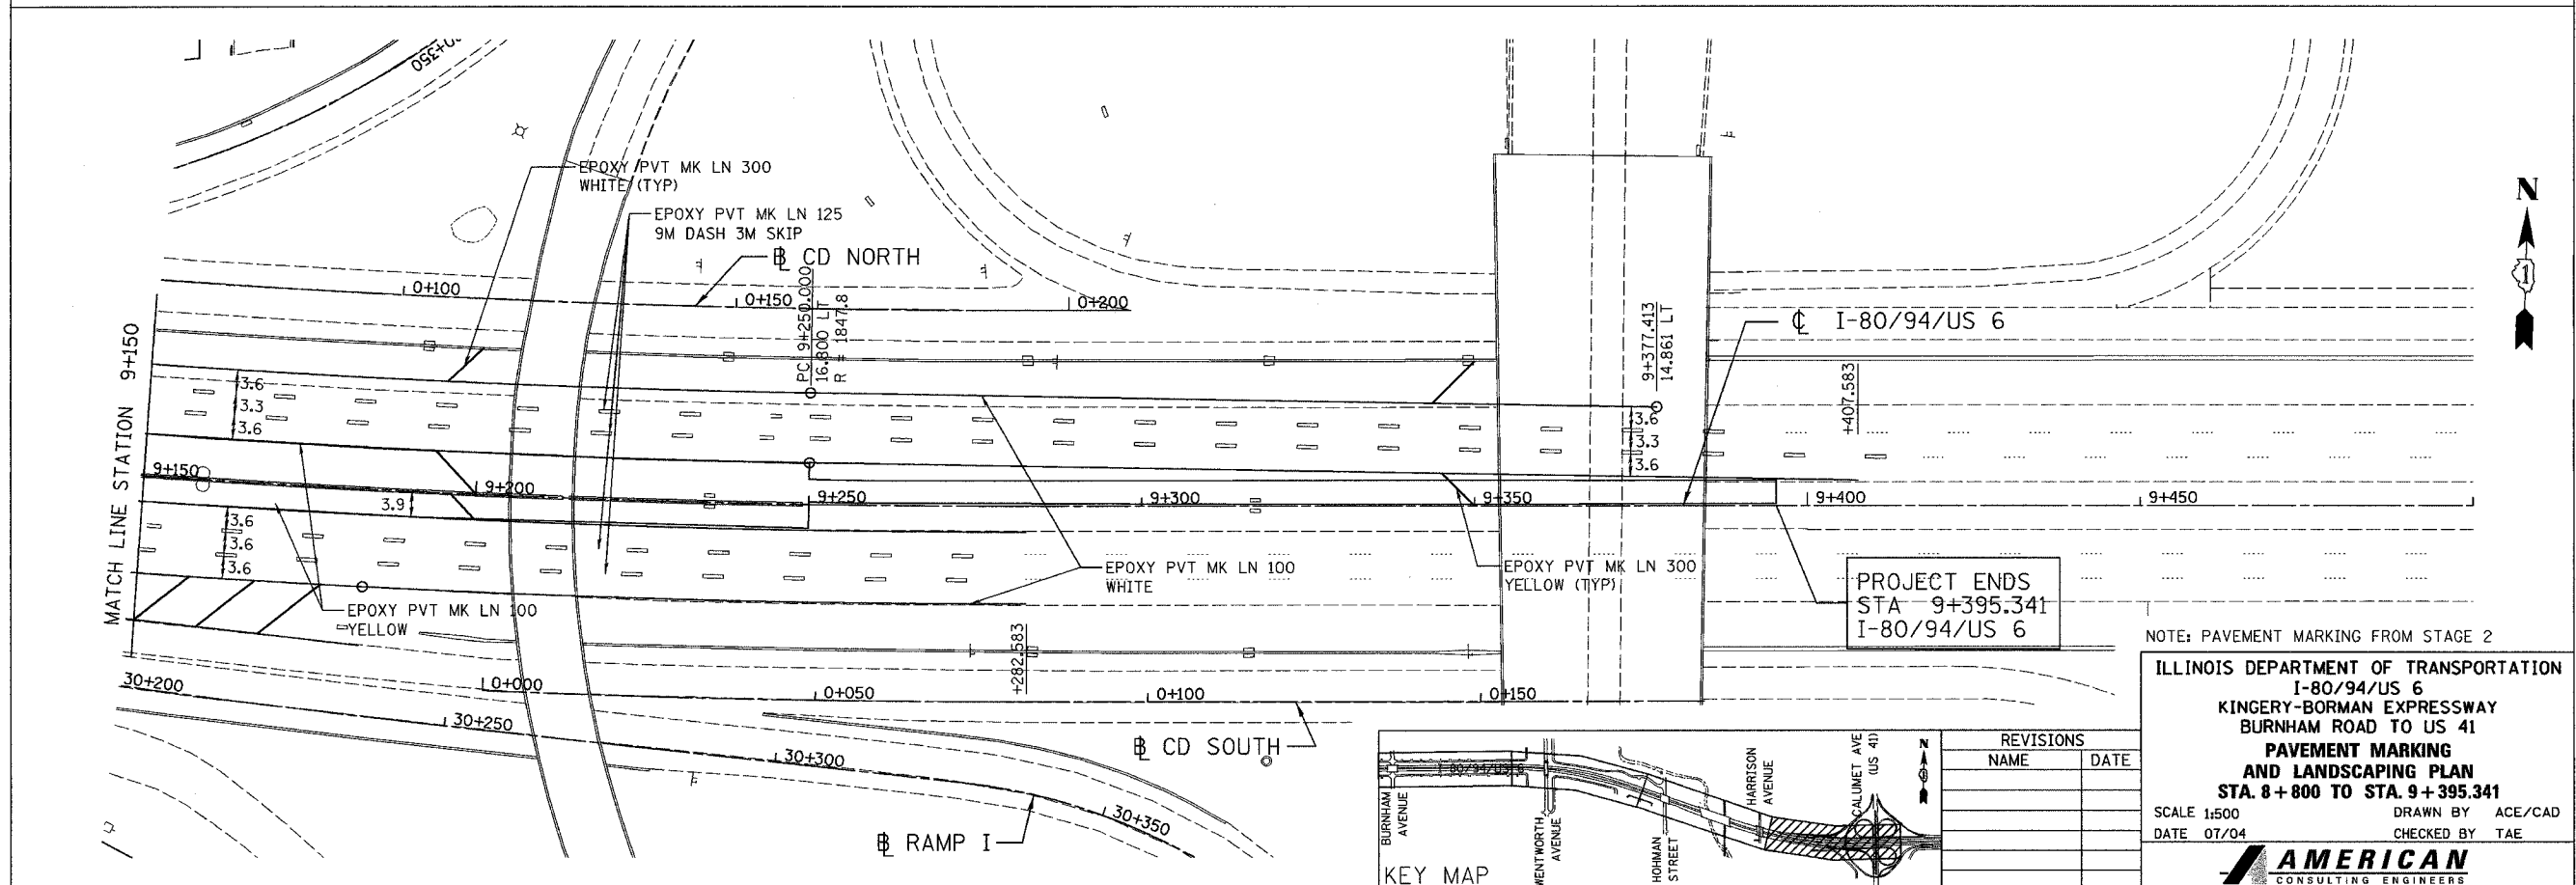 0+350
EPOXY PVT MK LN 300
WHITE (TYP)
EPOXY PVT MK LN 125
9M DASH 3M SKIP
N
1
℄ CD NORTH
0+100
0+150
0+200
PC 9+250.000
16.800 LT
R = 1847.8
9+377.413
14.861 LT
℄ I-80/94/US 6
+407.583
MATCH LINE STATION 9+150
3.6
3.3
3.6
3.6
3.3
3.6
9+150
9+200
9+250
9+300
9+350
9+400
9+450
3.9
3.6
3.6
3.6
EPOXY PVT MK LN 100
YELLOW
EPOXY PVT MK LN 100
WHITE
EPOXY PVT MK LN 300
YELLOW (TYP)
PROJECT ENDS
STA 9+395.341
I-80/94/US 6
+282.583
30+200
0+000
0+050
0+100
0+150
30+250
30+300
30+350
℄ CD SOUTH
℄ RAMP I
NOTE: PAVEMENT MARKING FROM STAGE 2
ILLINOIS DEPARTMENT OF TRANSPORTATION
I-80/94/US 6
KINGERY-BORMAN EXPRESSWAY
BURNHAM ROAD TO US 41
PAVEMENT MARKING
AND LANDSCAPING PLAN
STA. 8+800 TO STA. 9+395.341
SCALE 1:500
DRAWN BY ACE/CAD
DATE 07/04
CHECKED BY TAE
AMERICAN
CONSULTING ENGINEERS
REVISIONS
NAME
DATE
KEY MAP
BURNHAM
AVENUE
I-80/94/US 6
WENTWORTH
AVENUE
HOHMAN
STREET
HARRISON
AVENUE
CALUMET AVE
(US 41)
N